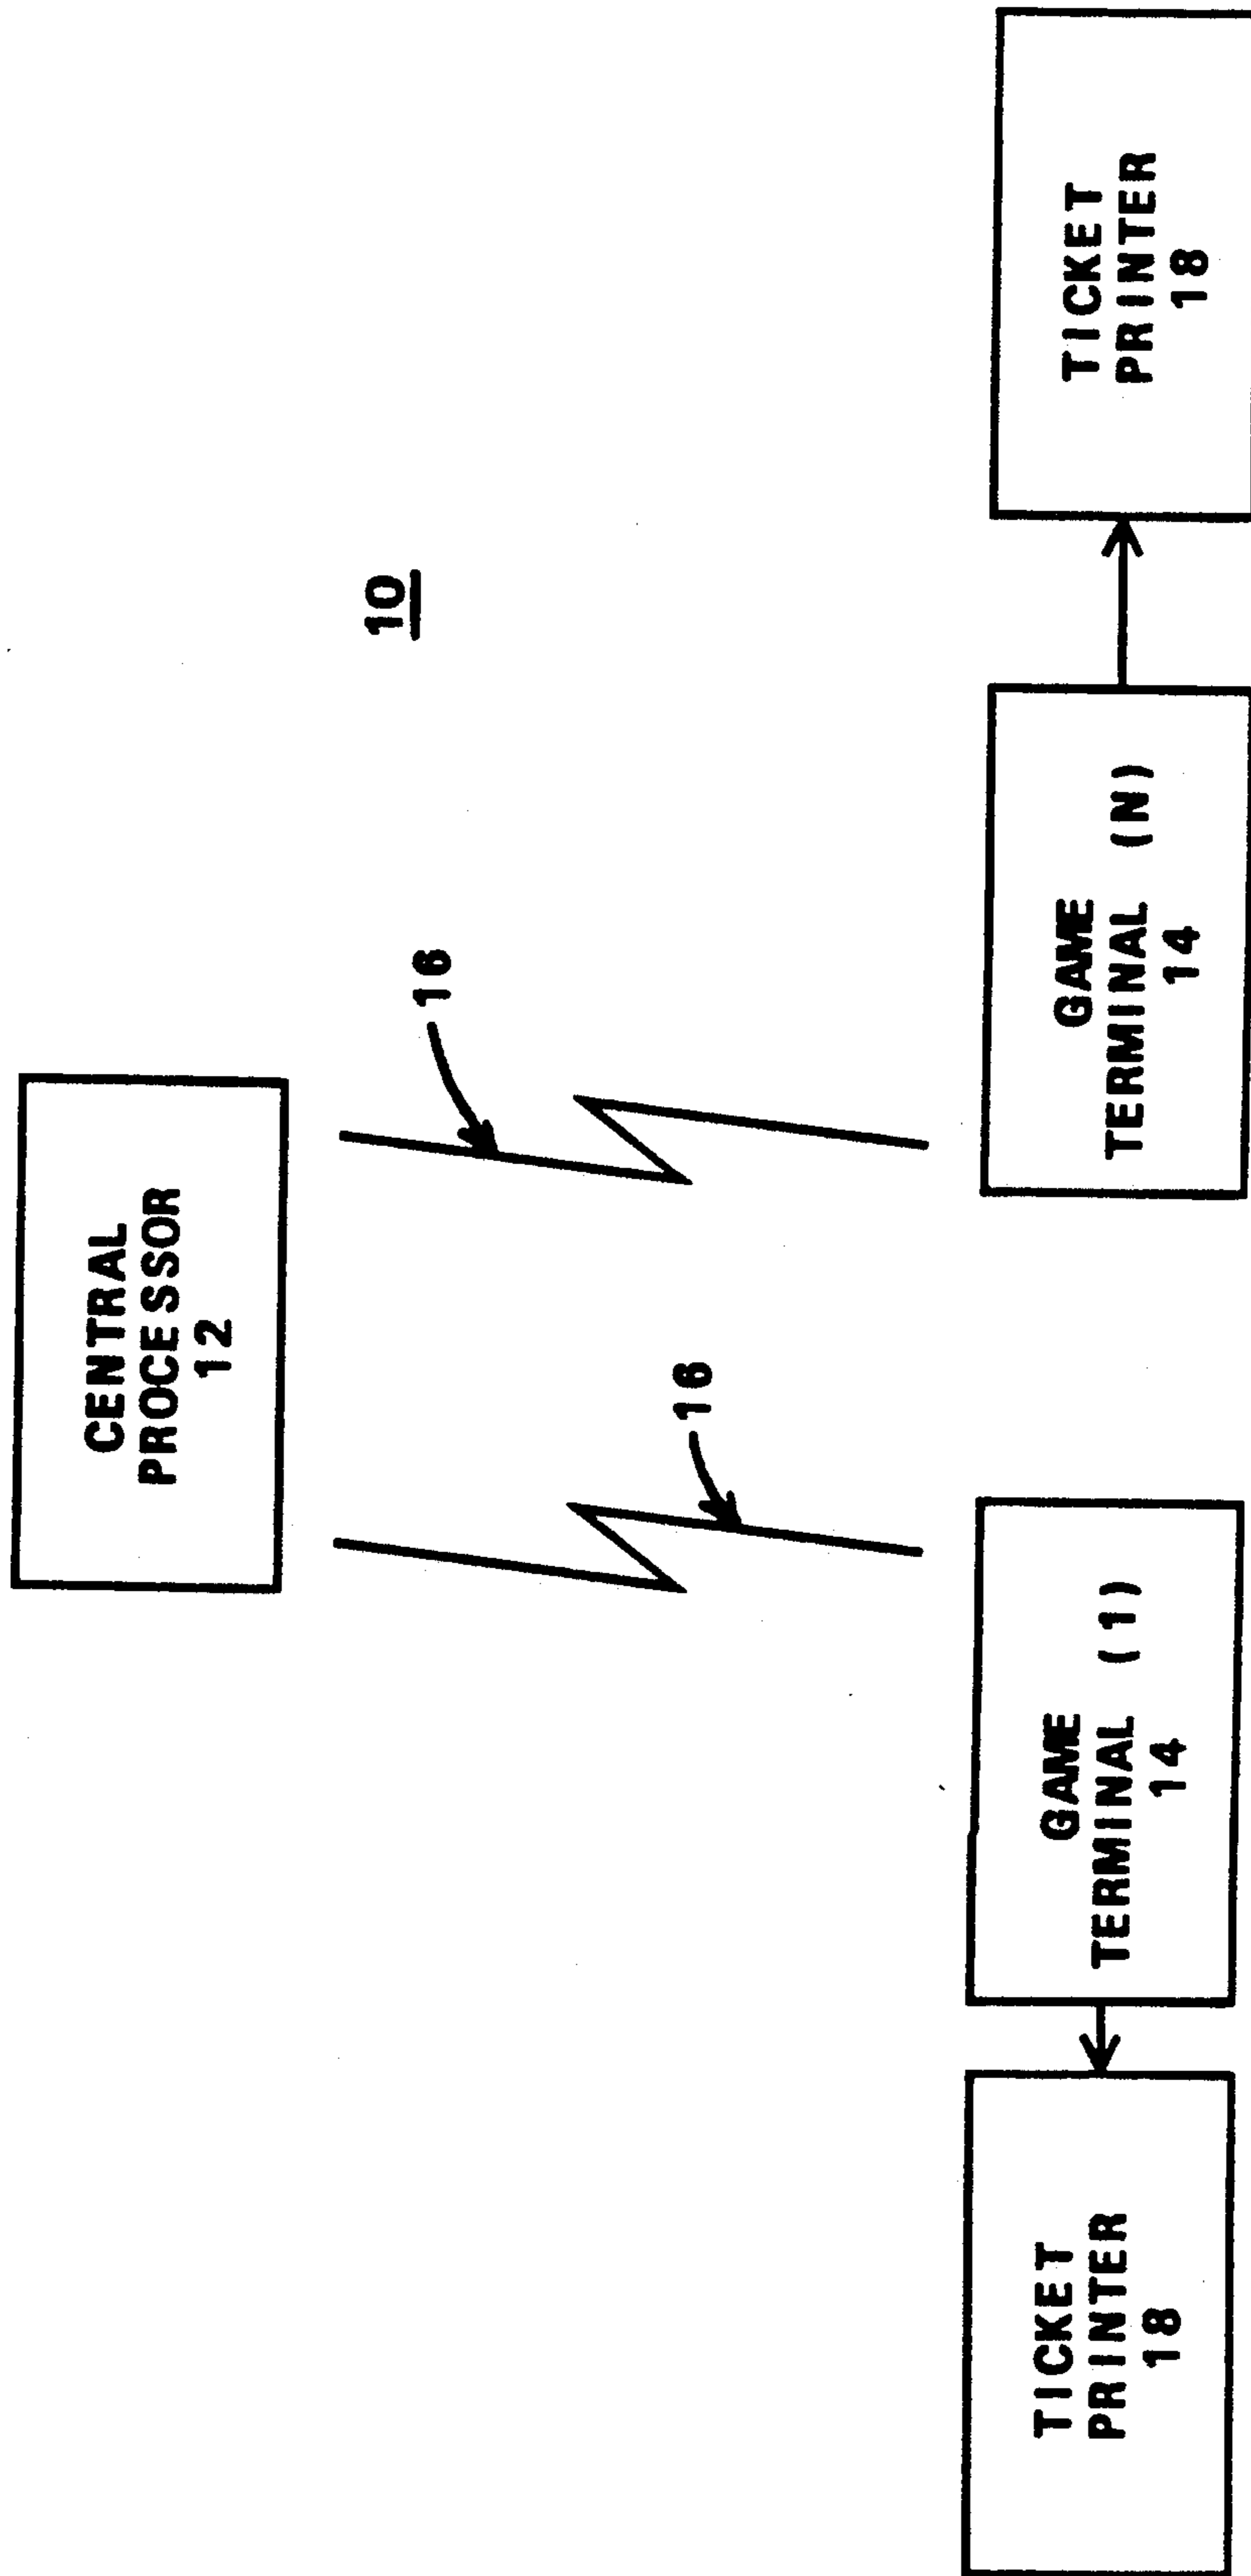 CENTRAL
PROCESSOR
12
10
16
16
TICKET
PRINTER
18
GAME
TERMINAL (1)
14
GAME
TERMINAL (N)
14
TICKET
PRINTER
18